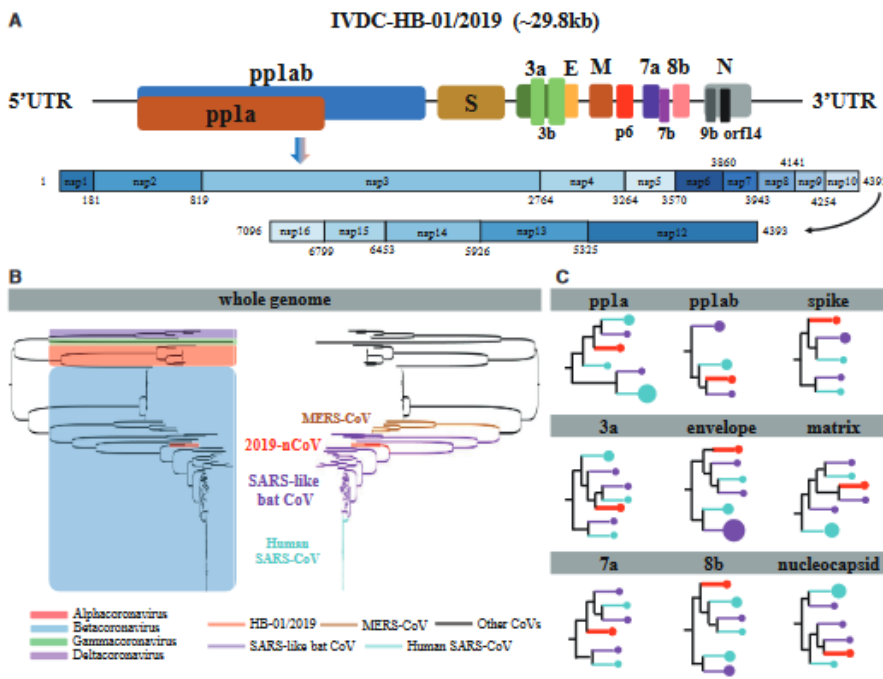 A
IVDC-HB-01/2019 (~29.8kb)
pp1ab
3a E M 7a 8b N
5'UTR
pp1a
S
3'UTR
3b p6 7b 9b orf14
3860 4141
1 nsp1 nsp2 nsp3 nsp4 nsp5 nsp6 nsp7 nsp8 nsp9 nsp10
181 819 2764 3264 3570 3943 4254
7096 nsp16 nsp15 nsp14 nsp13 nsp12 4393
6799 6453 5926 5325
B
whole genome
MERS-CoV
2019-nCoV
SARS-like
bat CoV
Human
SARS-CoV
Alphacoronavirus
Betacoronavirus
Gammacoronavirus
Deltacoronavirus
HB-01/2019 MERS-CoV Other CoVs
SARS-like bat CoV Human SARS-CoV
C
pp1a pp1ab spike
3a envelope matrix
7a 8b nucleocapsid